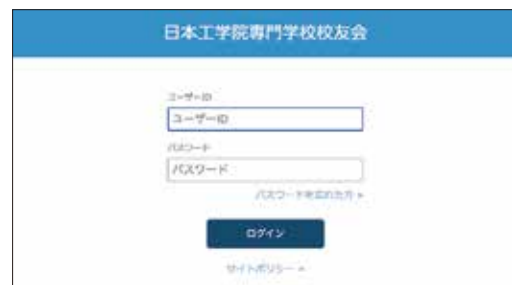 日本工学院専門学校校友会
ユーザーID
ユーザーID
パスワード
パスワード
パスワードを忘れた方 »
ログイン
サイトポリシー へ